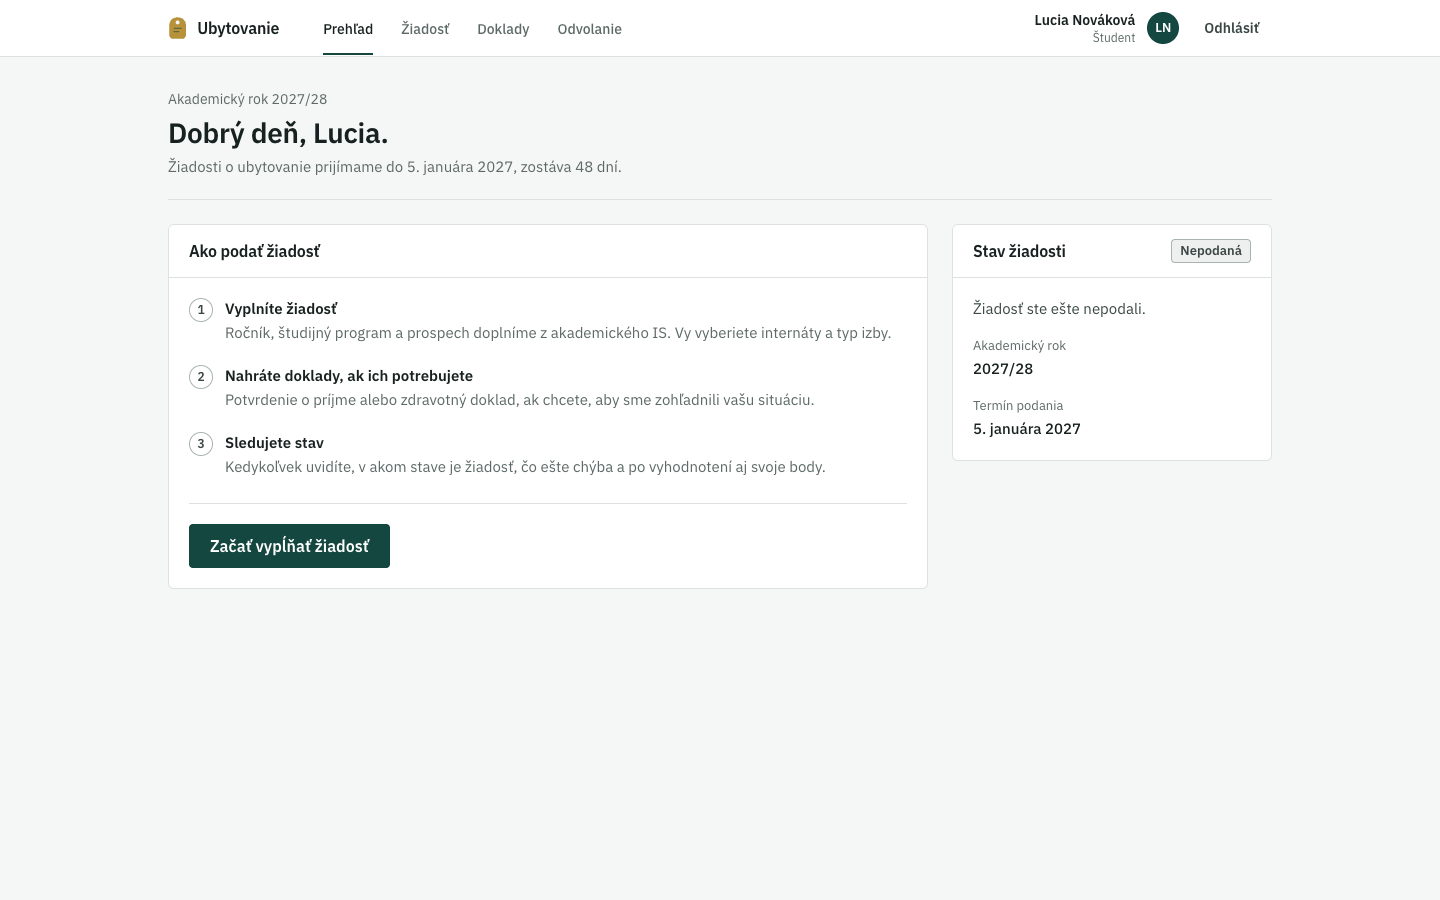 Ubytovanie
Prehľad
Žiadosť
Doklady
Odvolanie
Lucia Nováková
Študent
LN
Odhlásiť
Akademický rok 2027/28
Dobrý deň, Lucia.
Žiadosti o ubytovanie prijímame do 5. januára 2027, zostáva 48 dní.
Ako podať žiadosť
1
Vyplníte žiadosť
Ročník, študijný program a prospech doplníme z akademického IS. Vy vyberiete internáty a typ izby.
2
Nahráte doklady, ak ich potrebujete
Potvrdenie o príjme alebo zdravotný doklad, ak chcete, aby sme zohľadnili vašu situáciu.
3
Sledujete stav
Kedykoľvek uvidíte, v akom stave je žiadosť, čo ešte chýba a po vyhodnotení aj svoje body.
Začať vypĺňať žiadosť
Stav žiadosti
Nepodaná
Žiadosť ste ešte nepodali.
Akademický rok
2027/28
Termín podania
5. januára 2027